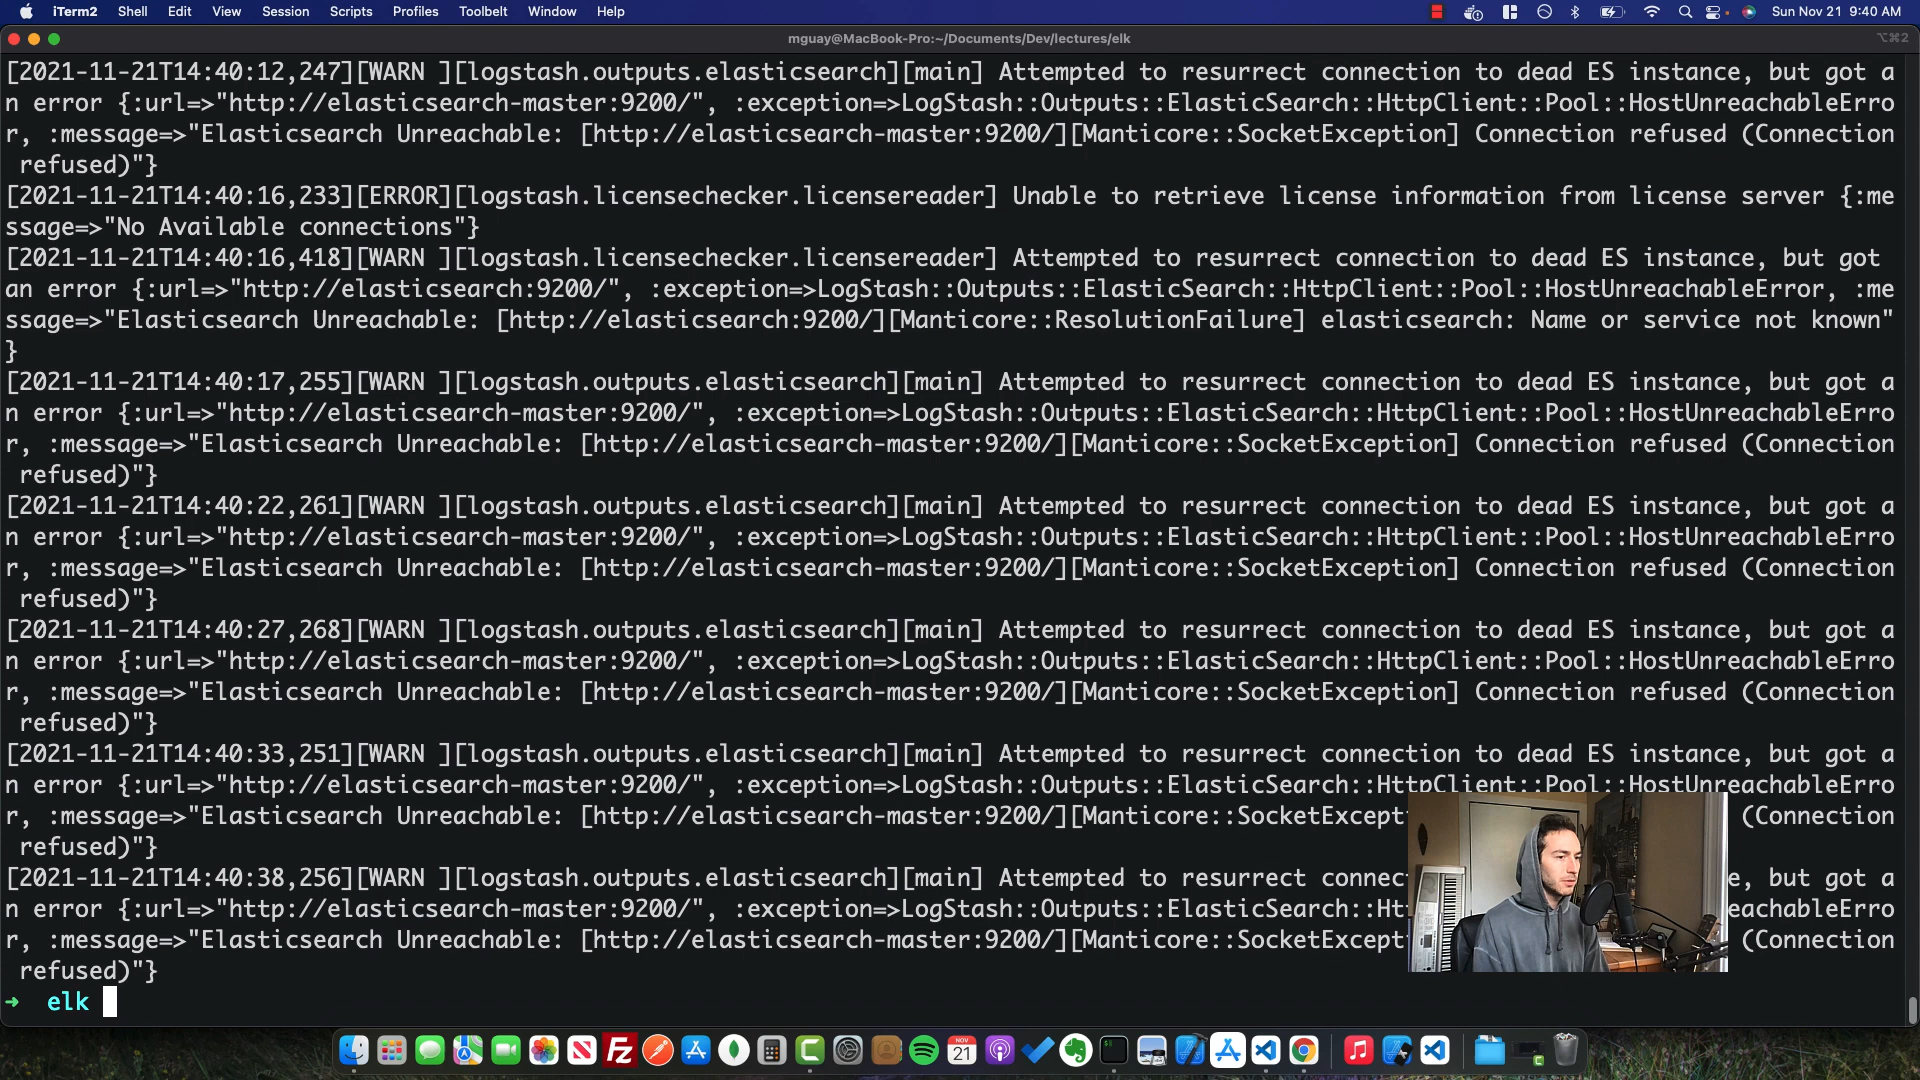 iTerm2 Shell Edit View Session Scripts Profiles Toolbelt Window Help Sun Nov 21 9:40 AM
mguay@MacBook-Pro:~/Documents/Dev/lectures/elk ⌥⌘2
[2021-11-21T14:40:12,247][WARN ][logstash.outputs.elasticsearch][main] Attempted to resurrect connection to dead ES instance, but got a
n error {:url=>"http://elasticsearch-master:9200/", :exception=>LogStash::Outputs::ElasticSearch::HttpClient::Pool::HostUnreachableErro
r, :message=>"Elasticsearch Unreachable: [http://elasticsearch-master:9200/][Manticore::SocketException] Connection refused (Connection
refused)"}
[2021-11-21T14:40:16,233][ERROR][logstash.licensechecker.licensereader] Unable to retrieve license information from license server {:me
ssage=>"No Available connections"}
[2021-11-21T14:40:16,418][WARN ][logstash.licensechecker.licensereader] Attempted to resurrect connection to dead ES instance, but got
an error {:url=>"http://elasticsearch:9200/", :exception=>LogStash::Outputs::ElasticSearch::HttpClient::Pool::HostUnreachableError, :me
ssage=>"Elasticsearch Unreachable: [http://elasticsearch:9200/][Manticore::ResolutionFailure] elasticsearch: Name or service not known"
}
[2021-11-21T14:40:17,255][WARN ][logstash.outputs.elasticsearch][main] Attempted to resurrect connection to dead ES instance, but got a
n error {:url=>"http://elasticsearch-master:9200/", :exception=>LogStash::Outputs::ElasticSearch::HttpClient::Pool::HostUnreachableErro
r, :message=>"Elasticsearch Unreachable: [http://elasticsearch-master:9200/][Manticore::SocketException] Connection refused (Connection
refused)"}
[2021-11-21T14:40:22,261][WARN ][logstash.outputs.elasticsearch][main] Attempted to resurrect connection to dead ES instance, but got a
n error {:url=>"http://elasticsearch-master:9200/", :exception=>LogStash::Outputs::ElasticSearch::HttpClient::Pool::HostUnreachableErro
r, :message=>"Elasticsearch Unreachable: [http://elasticsearch-master:9200/][Manticore::SocketException] Connection refused (Connection
refused)"}
[2021-11-21T14:40:27,268][WARN ][logstash.outputs.elasticsearch][main] Attempted to resurrect connection to dead ES instance, but got a
n error {:url=>"http://elasticsearch-master:9200/", :exception=>LogStash::Outputs::ElasticSearch::HttpClient::Pool::HostUnreachableErro
r, :message=>"Elasticsearch Unreachable: [http://elasticsearch-master:9200/][Manticore::SocketException] Connection refused (Connection
refused)"}
[2021-11-21T14:40:33,251][WARN ][logstash.outputs.elasticsearch][main] Attempted to resurrect connection to dead ES instance, but got a
n error {:url=>"http://elasticsearch-master:9200/", :exception=>LogStash::Outputs::ElasticSearch::HttpClient::Pool::HostUnreachableErro
r, :message=>"Elasticsearch Unreachable: [http://elasticsearch-master:9200/][Manticore::SocketExcept (Connection
refused)"}
[2021-11-21T14:40:38,256][WARN ][logstash.outputs.elasticsearch][main] Attempted to resurrect connec e, but got a
n error {:url=>"http://elasticsearch-master:9200/", :exception=>LogStash::Outputs::ElasticSearch::Ht eachableErro
r, :message=>"Elasticsearch Unreachable: [http://elasticsearch-master:9200/][Manticore::SocketExcept (Connection
refused)"}
➜ elk
NOV
21